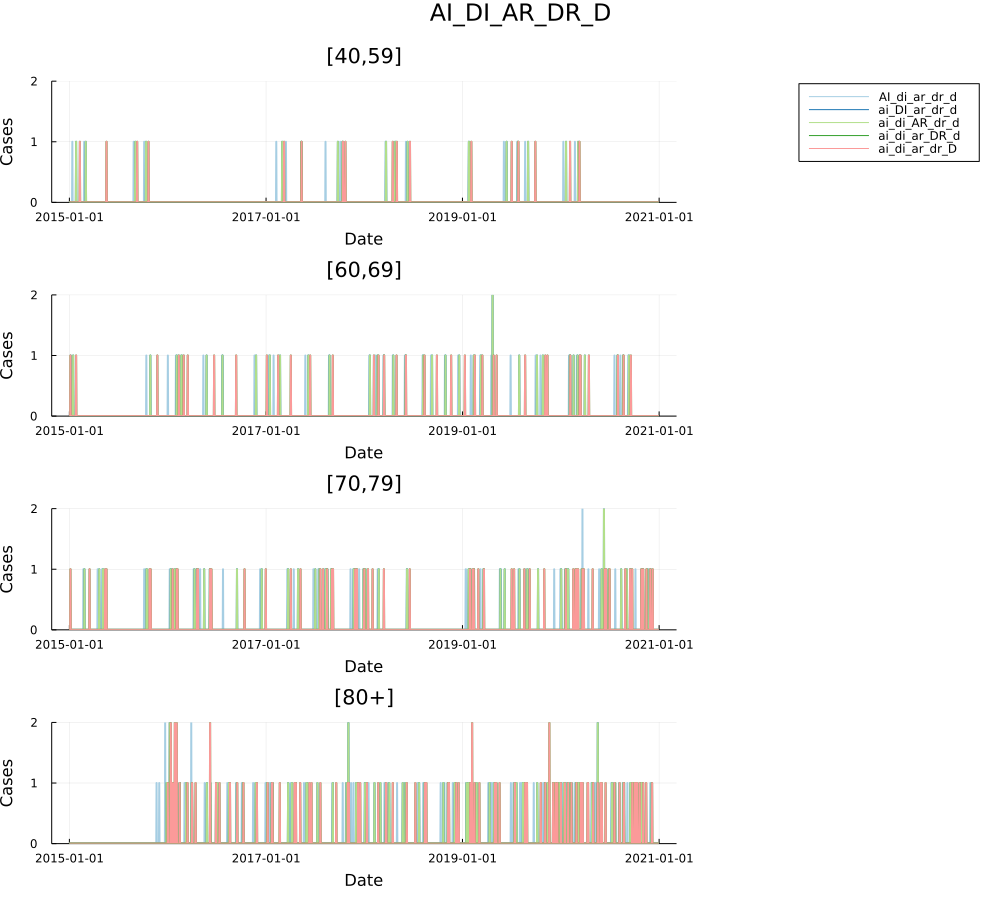 AI_DI_AR_DR_D
[40,59]
2
1
0
Cases
2015-01-01 2017-01-01 2019-01-01 2021-01-01
Date
AI_di_ar_dr_d
ai_DI_ar_dr_d
ai_di_AR_dr_d
ai_di_ar_DR_d
ai_di_ar_dr_D
[60,69]
2
1
0
Cases
2015-01-01 2017-01-01 2019-01-01 2021-01-01
Date
[70,79]
2
1
0
Cases
2015-01-01 2017-01-01 2019-01-01 2021-01-01
Date
[80+]
2
1
0
Cases
2015-01-01 2017-01-01 2019-01-01 2021-01-01
Date